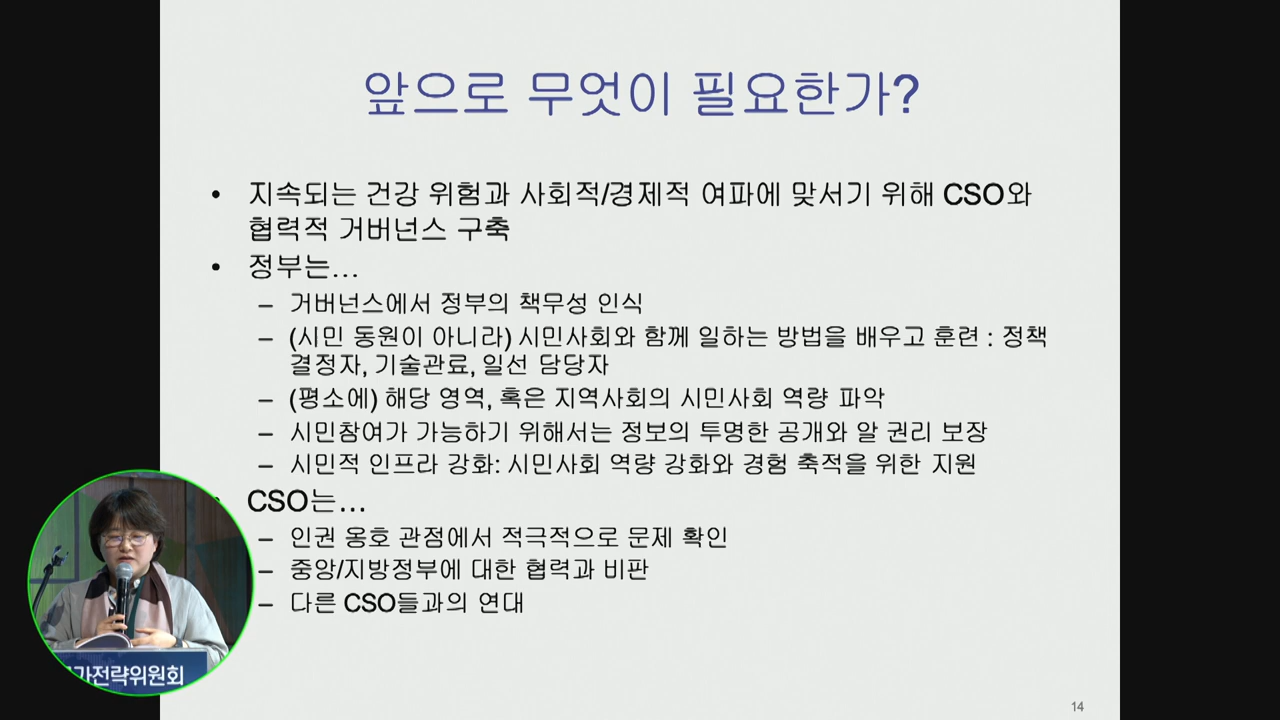 앞으로 무엇이 필요한가?
• 지속되는 건강 위험과 사회적/경제적 여파에 맞서기 위해 CSO와
협력적 거버넌스 구축
• 정부는…
– 거버넌스에서 정부의 책무성 인식
– (시민 동원이 아니라) 시민사회와 함께 일하는 방법을 배우고 훈련 : 정책
결정자, 기술관료, 일선 담당자
– (평소에) 해당 영역, 혹은 지역사회의 시민사회 역량 파악
– 시민참여가 가능하기 위해서는 정보의 투명한 공개와 알 권리 보장
– 시민적 인프라 강화: 시민사회 역량 강화와 경험 축적을 위한 지원
• CSO는…
– 인권 옹호 관점에서 적극적으로 문제 확인
– 중앙/지방정부에 대한 협력과 비판
– 다른 CSO들과의 연대
가전략위원회
14